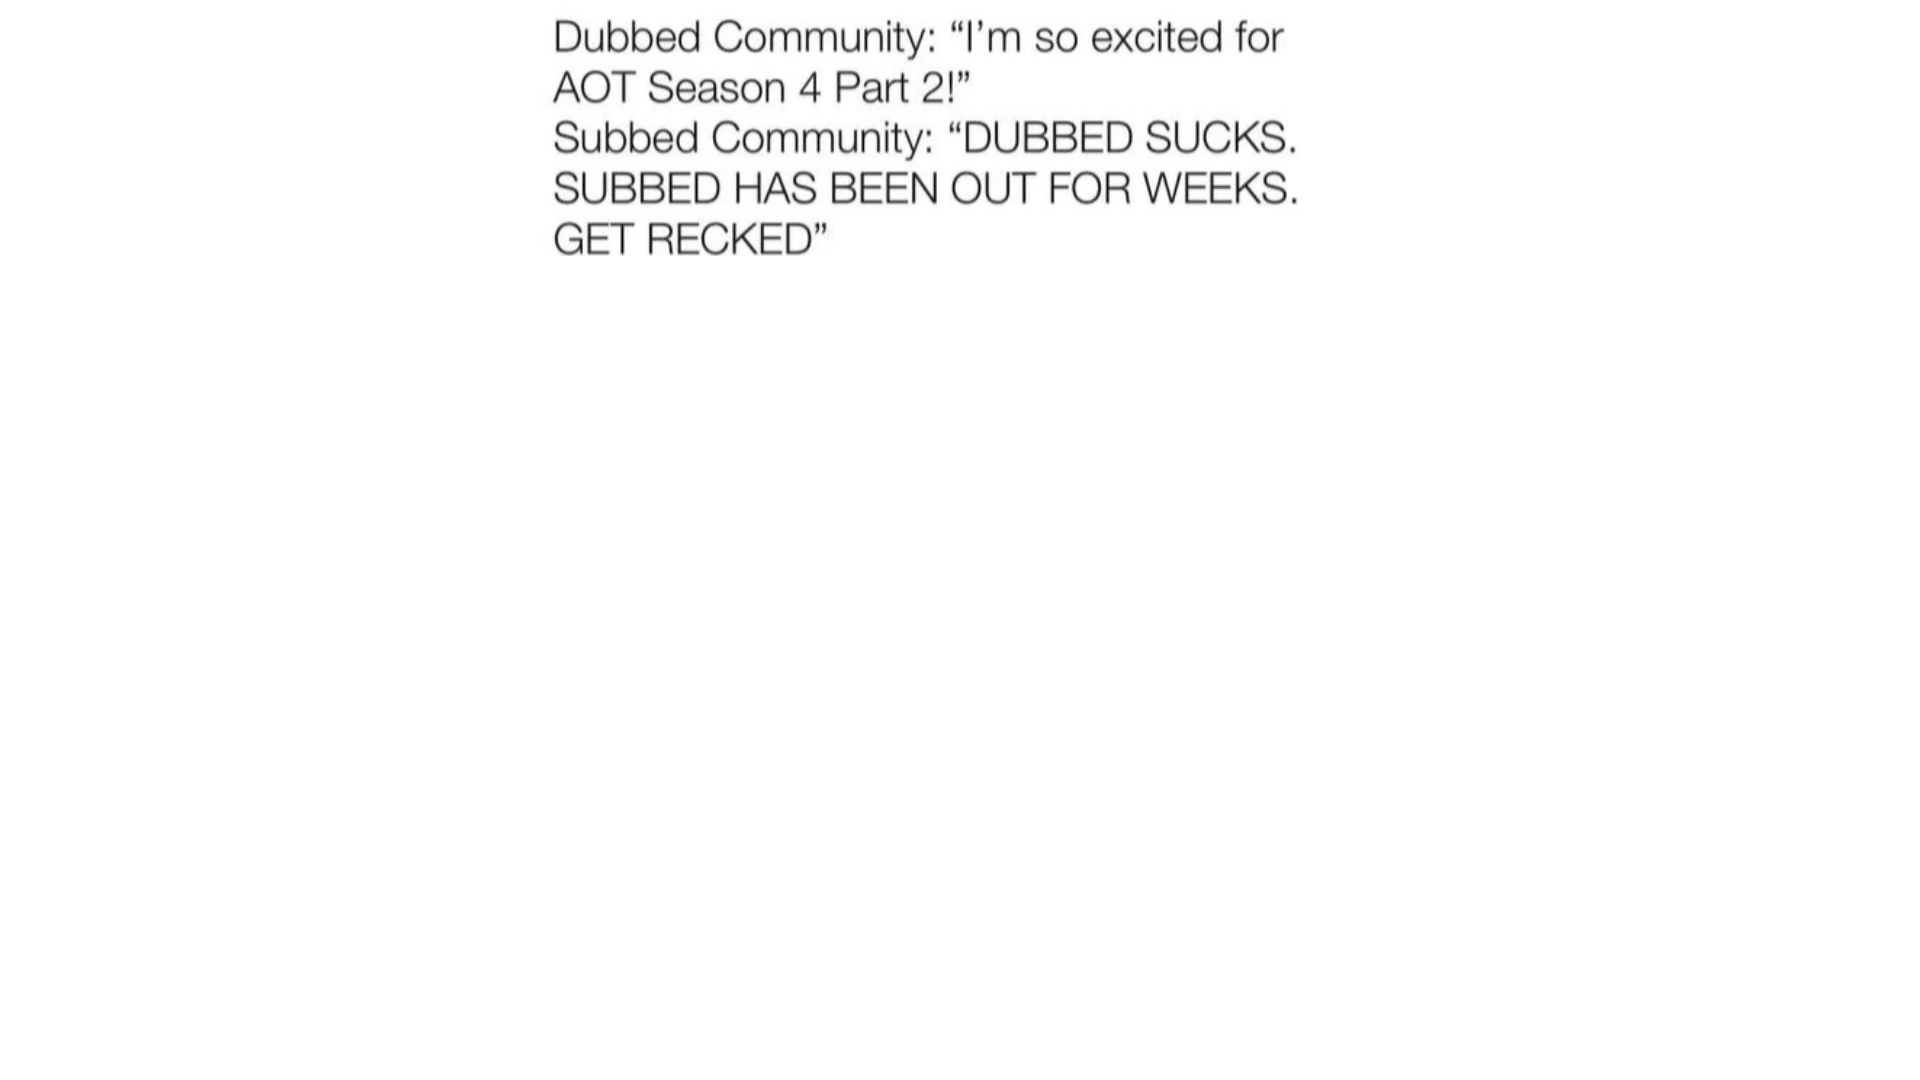 Dubbed Community: “I’m so excited for
AOT Season 4 Part 2!”
Subbed Community: “DUBBED SUCKS.
SUBBED HAS BEEN OUT FOR WEEKS.
GET RECKED”